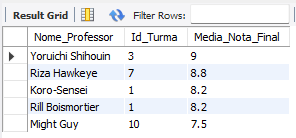 Result Grid Filter Rows:
Nome_Professor Id_Turma Media_Nota_Final
Yoruichi Shihouin 3 9
Riza Hawkeye 7 8.8
Koro-Sensei 1 8.2
Rill Boismortier 1 8.2
Might Guy 10 7.5